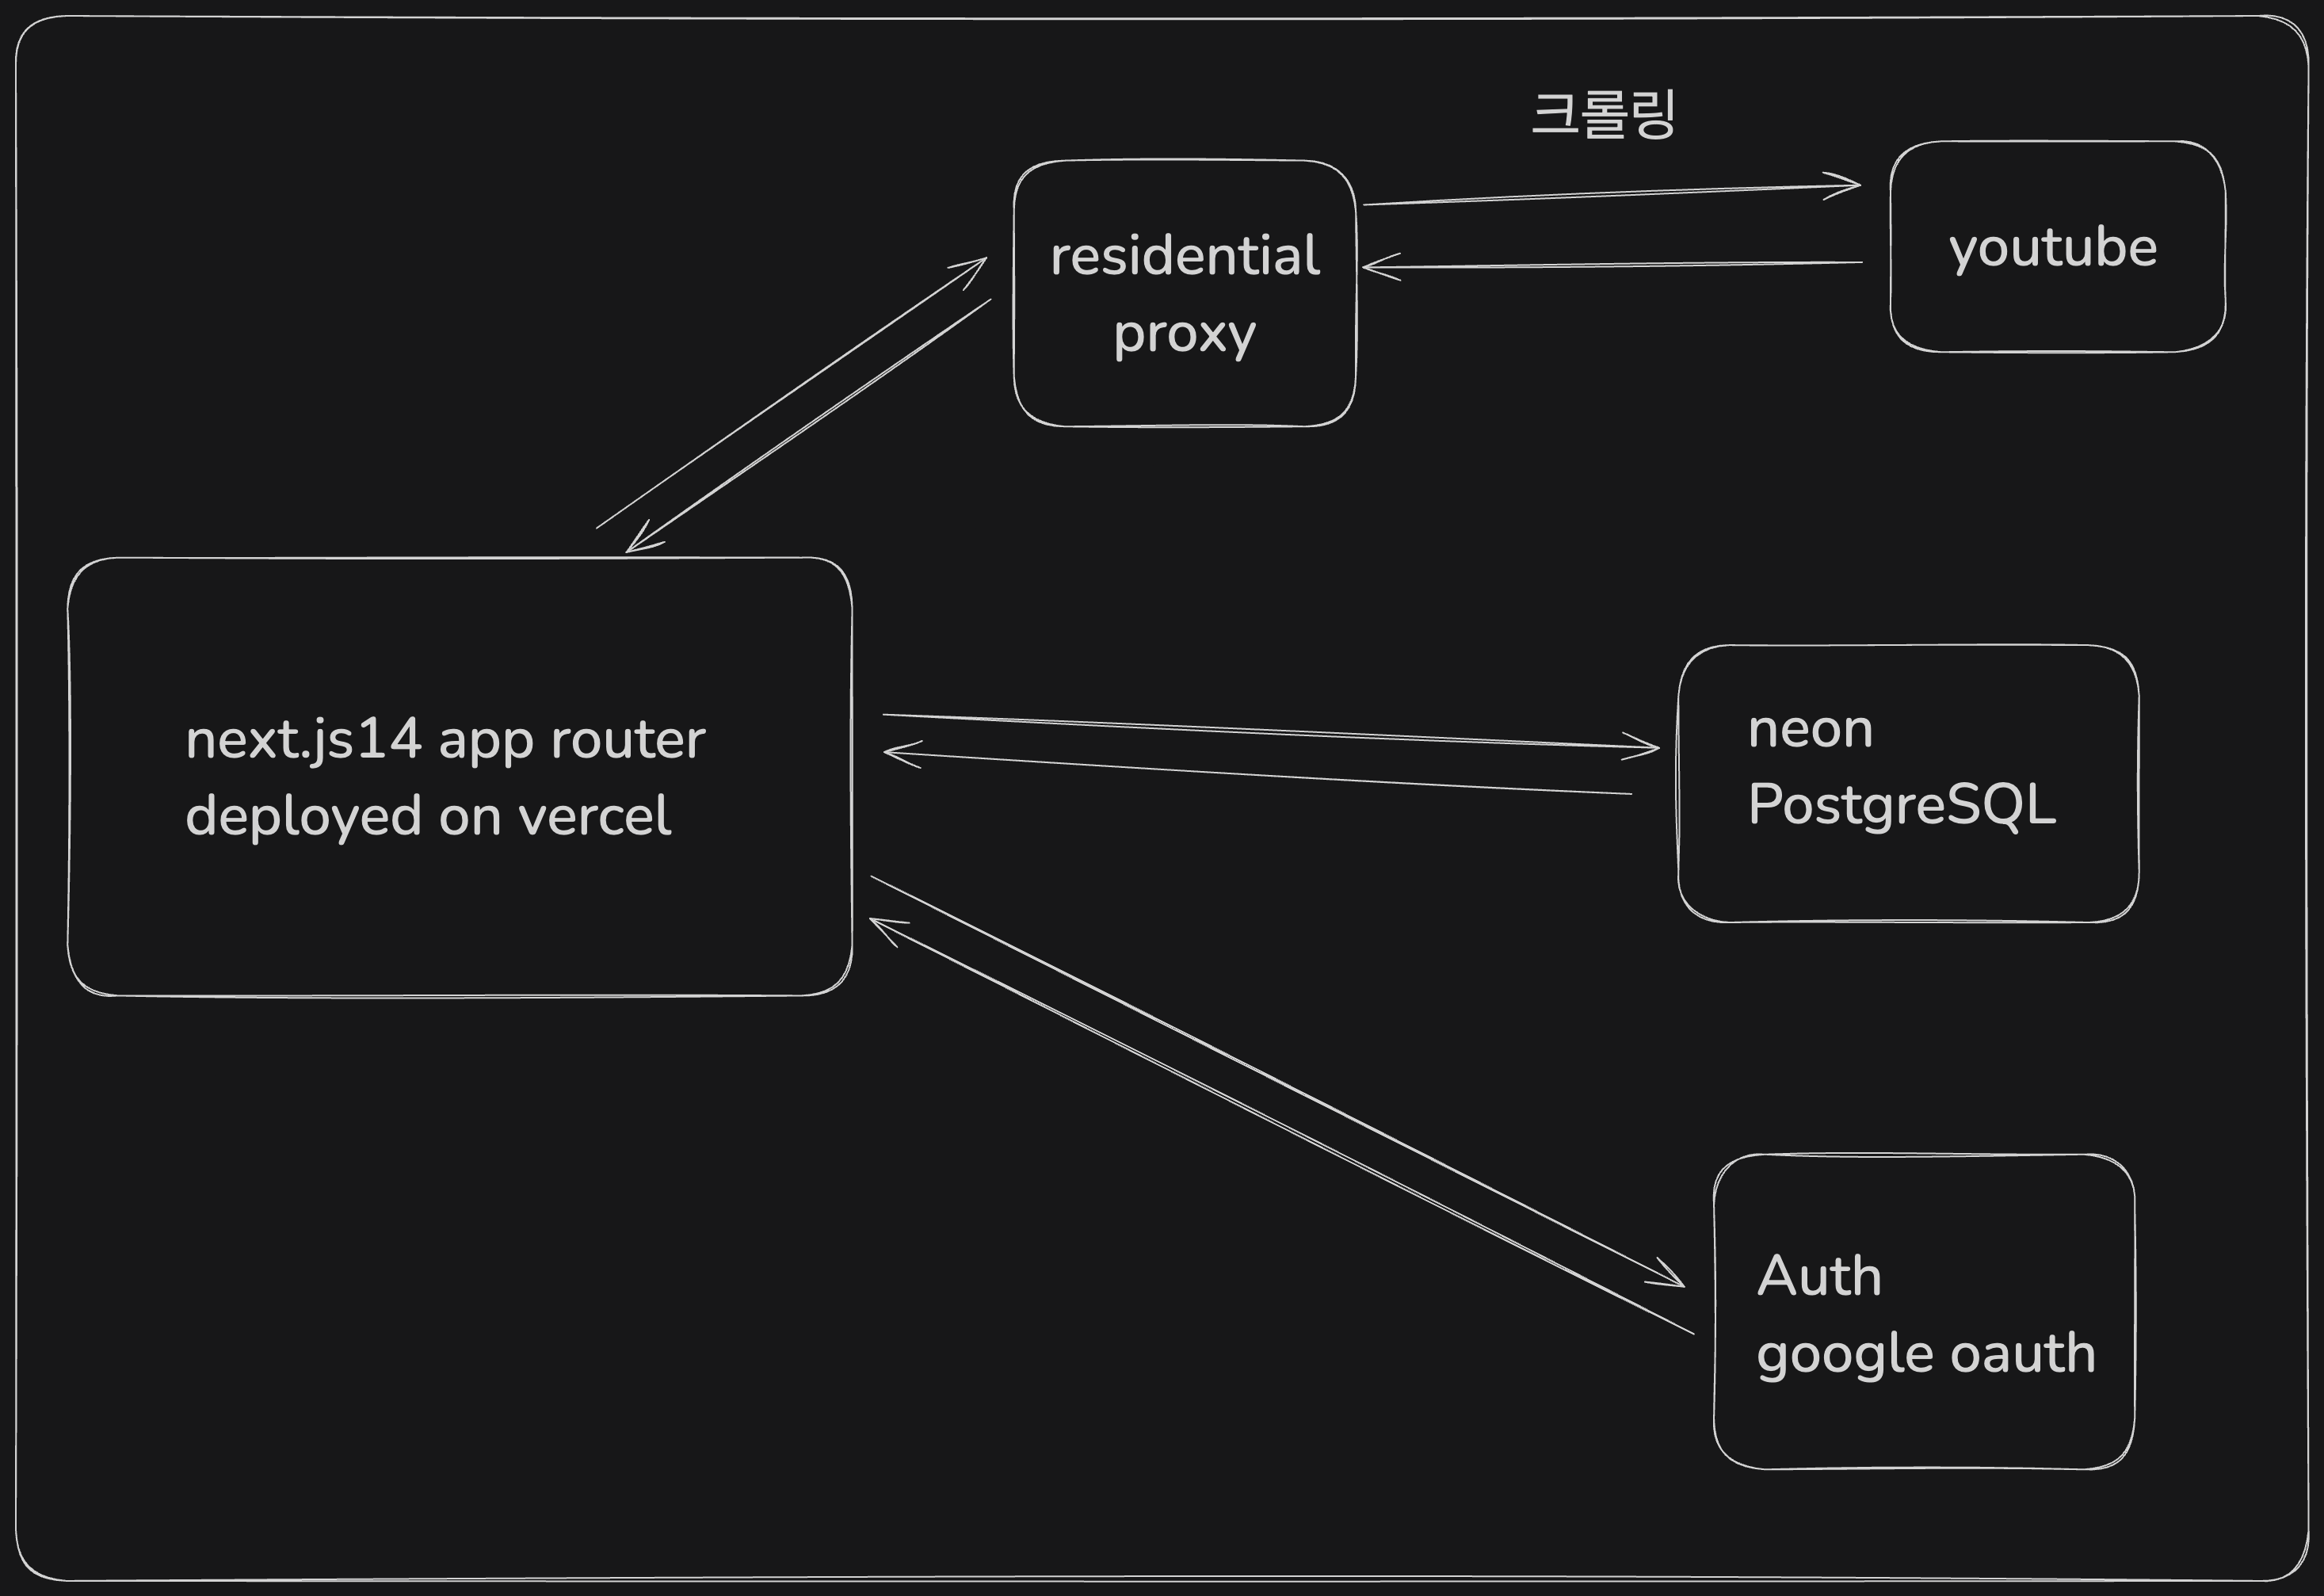 크롤링
residential
proxy
youtube
next.js14 app router
deployed on vercel
neon
PostgreSQL
Auth
google oauth